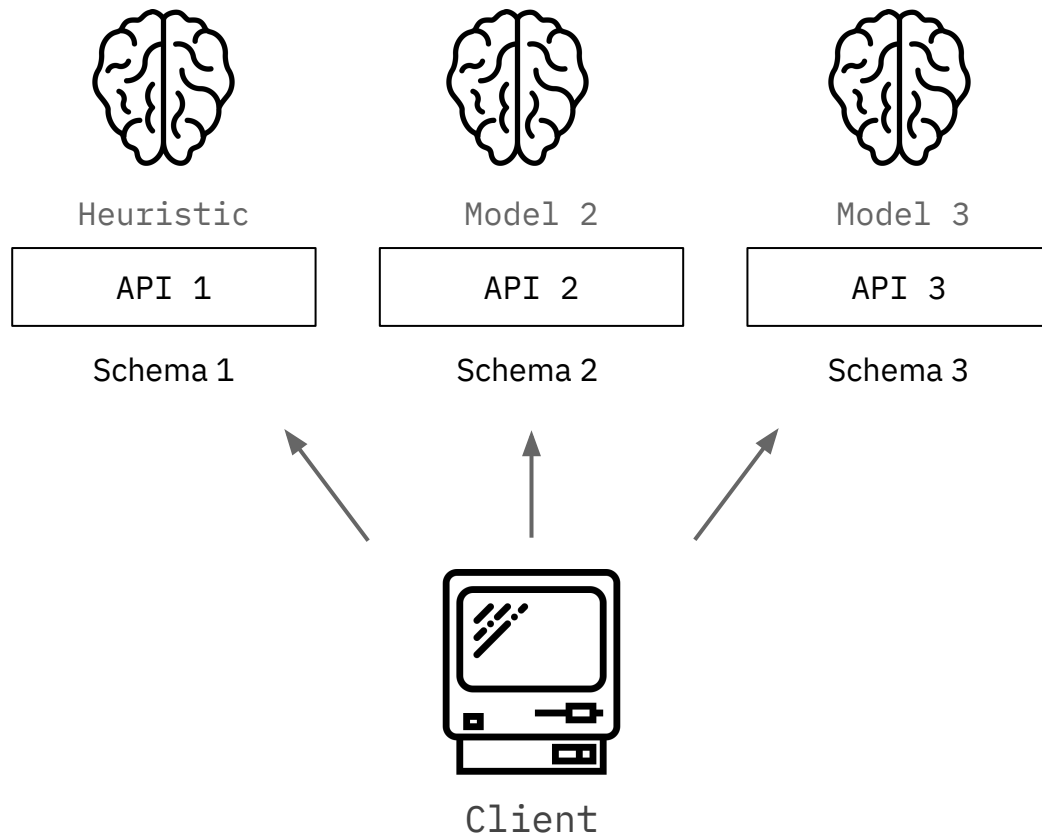 Heuristic
Model 2
Model 3
API 1
API 2
API 3
Schema 1
Schema 2
Schema 3
Client